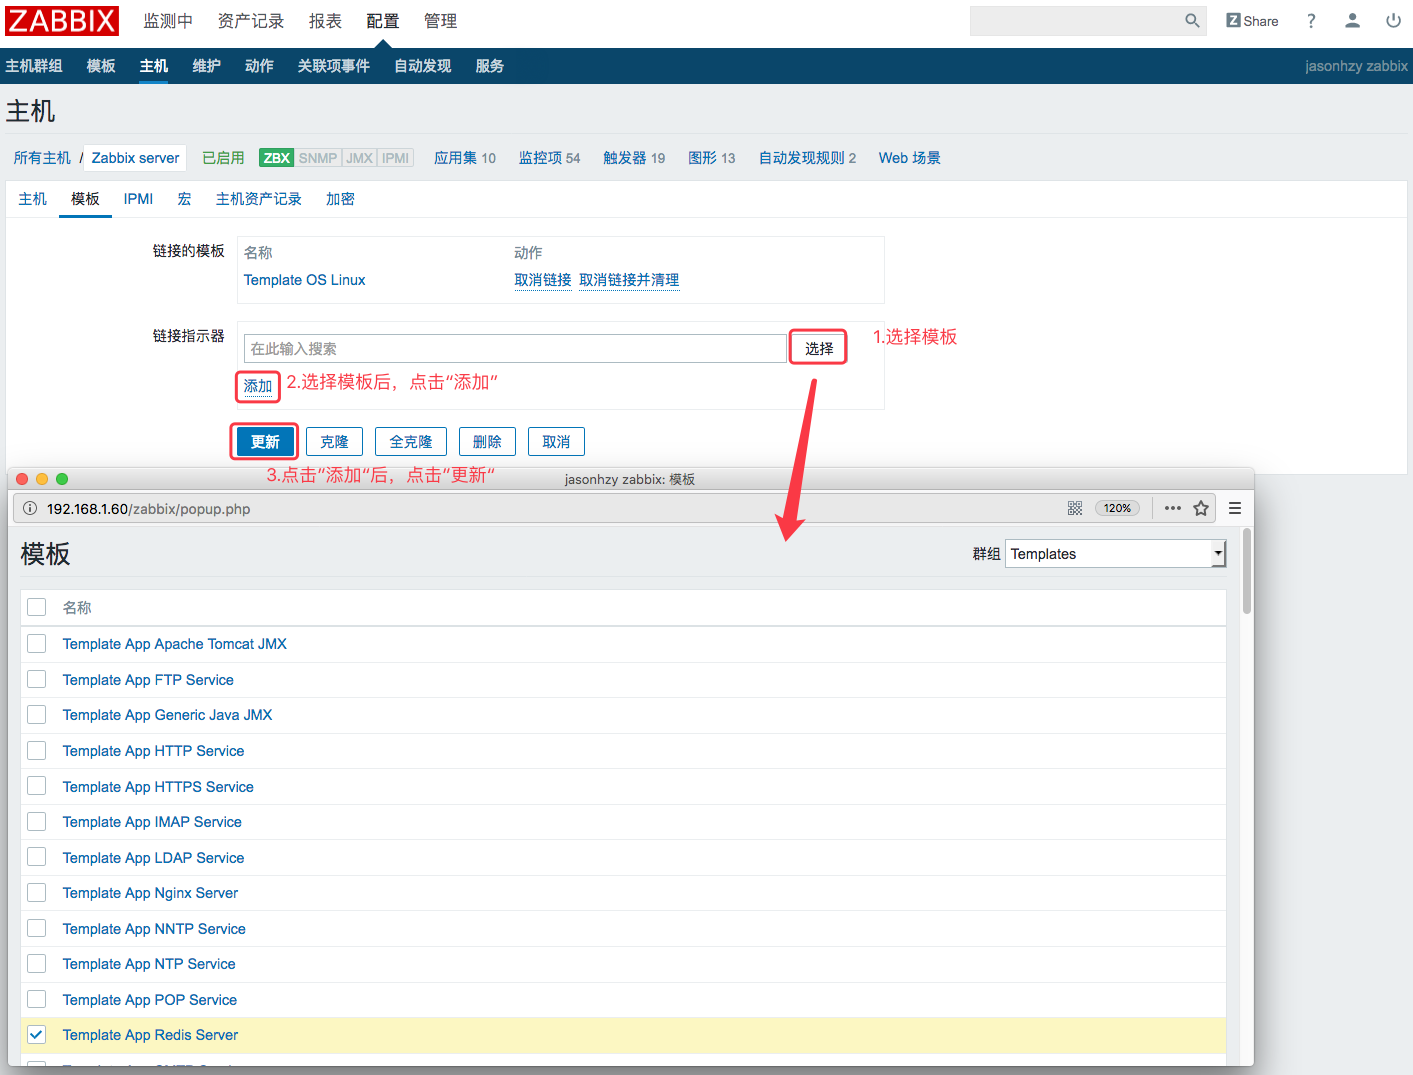 ZABBIX 监测中 资产记录 报表 配置 管理 Z Share ?
主机群组 模板 主机 维护 动作 关联项事件 自动发现 服务 jasonhzy zabbix
主机
所有主机 / Zabbix server 已启用 ZBX SNMP JMX IPMI 应用集 10 监控项 54 触发器 19 图形 13 自动发现规则 2 Web 场景
主机 模板 IPMI 宏 主机资产记录 加密
链接的模板 名称 动作
Template OS Linux 取消链接 取消链接并清理
链接指示器 在此输入搜索 选择 1.选择模板
添加 2.选择模板后，点击“添加”
更新 克隆 全克隆 删除 取消
3.点击“添加“后，点击“更新“
jasonhzy zabbix: 模板
192.168.1.60/zabbix/popup.php 120%
模板 群组 Templates
名称
Template App Apache Tomcat JMX
Template App FTP Service
Template App Generic Java JMX
Template App HTTP Service
Template App HTTPS Service
Template App IMAP Service
Template App LDAP Service
Template App Nginx Server
Template App NNTP Service
Template App NTP Service
Template App POP Service
Template App Redis Server